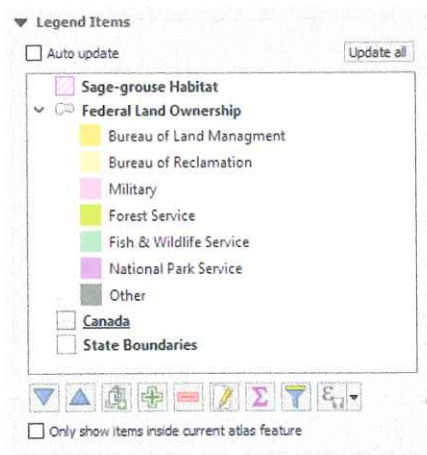 Legend Items
Auto update Update all
Sage-grouse Habitat
Federal Land Ownership
Bureau of Land Managment
Bureau of Reclamation
Military
Forest Service
Fish & Wildlife Service
National Park Service
Other
Canada
State Boundaries
Σ ε
Only show items inside current atlas feature